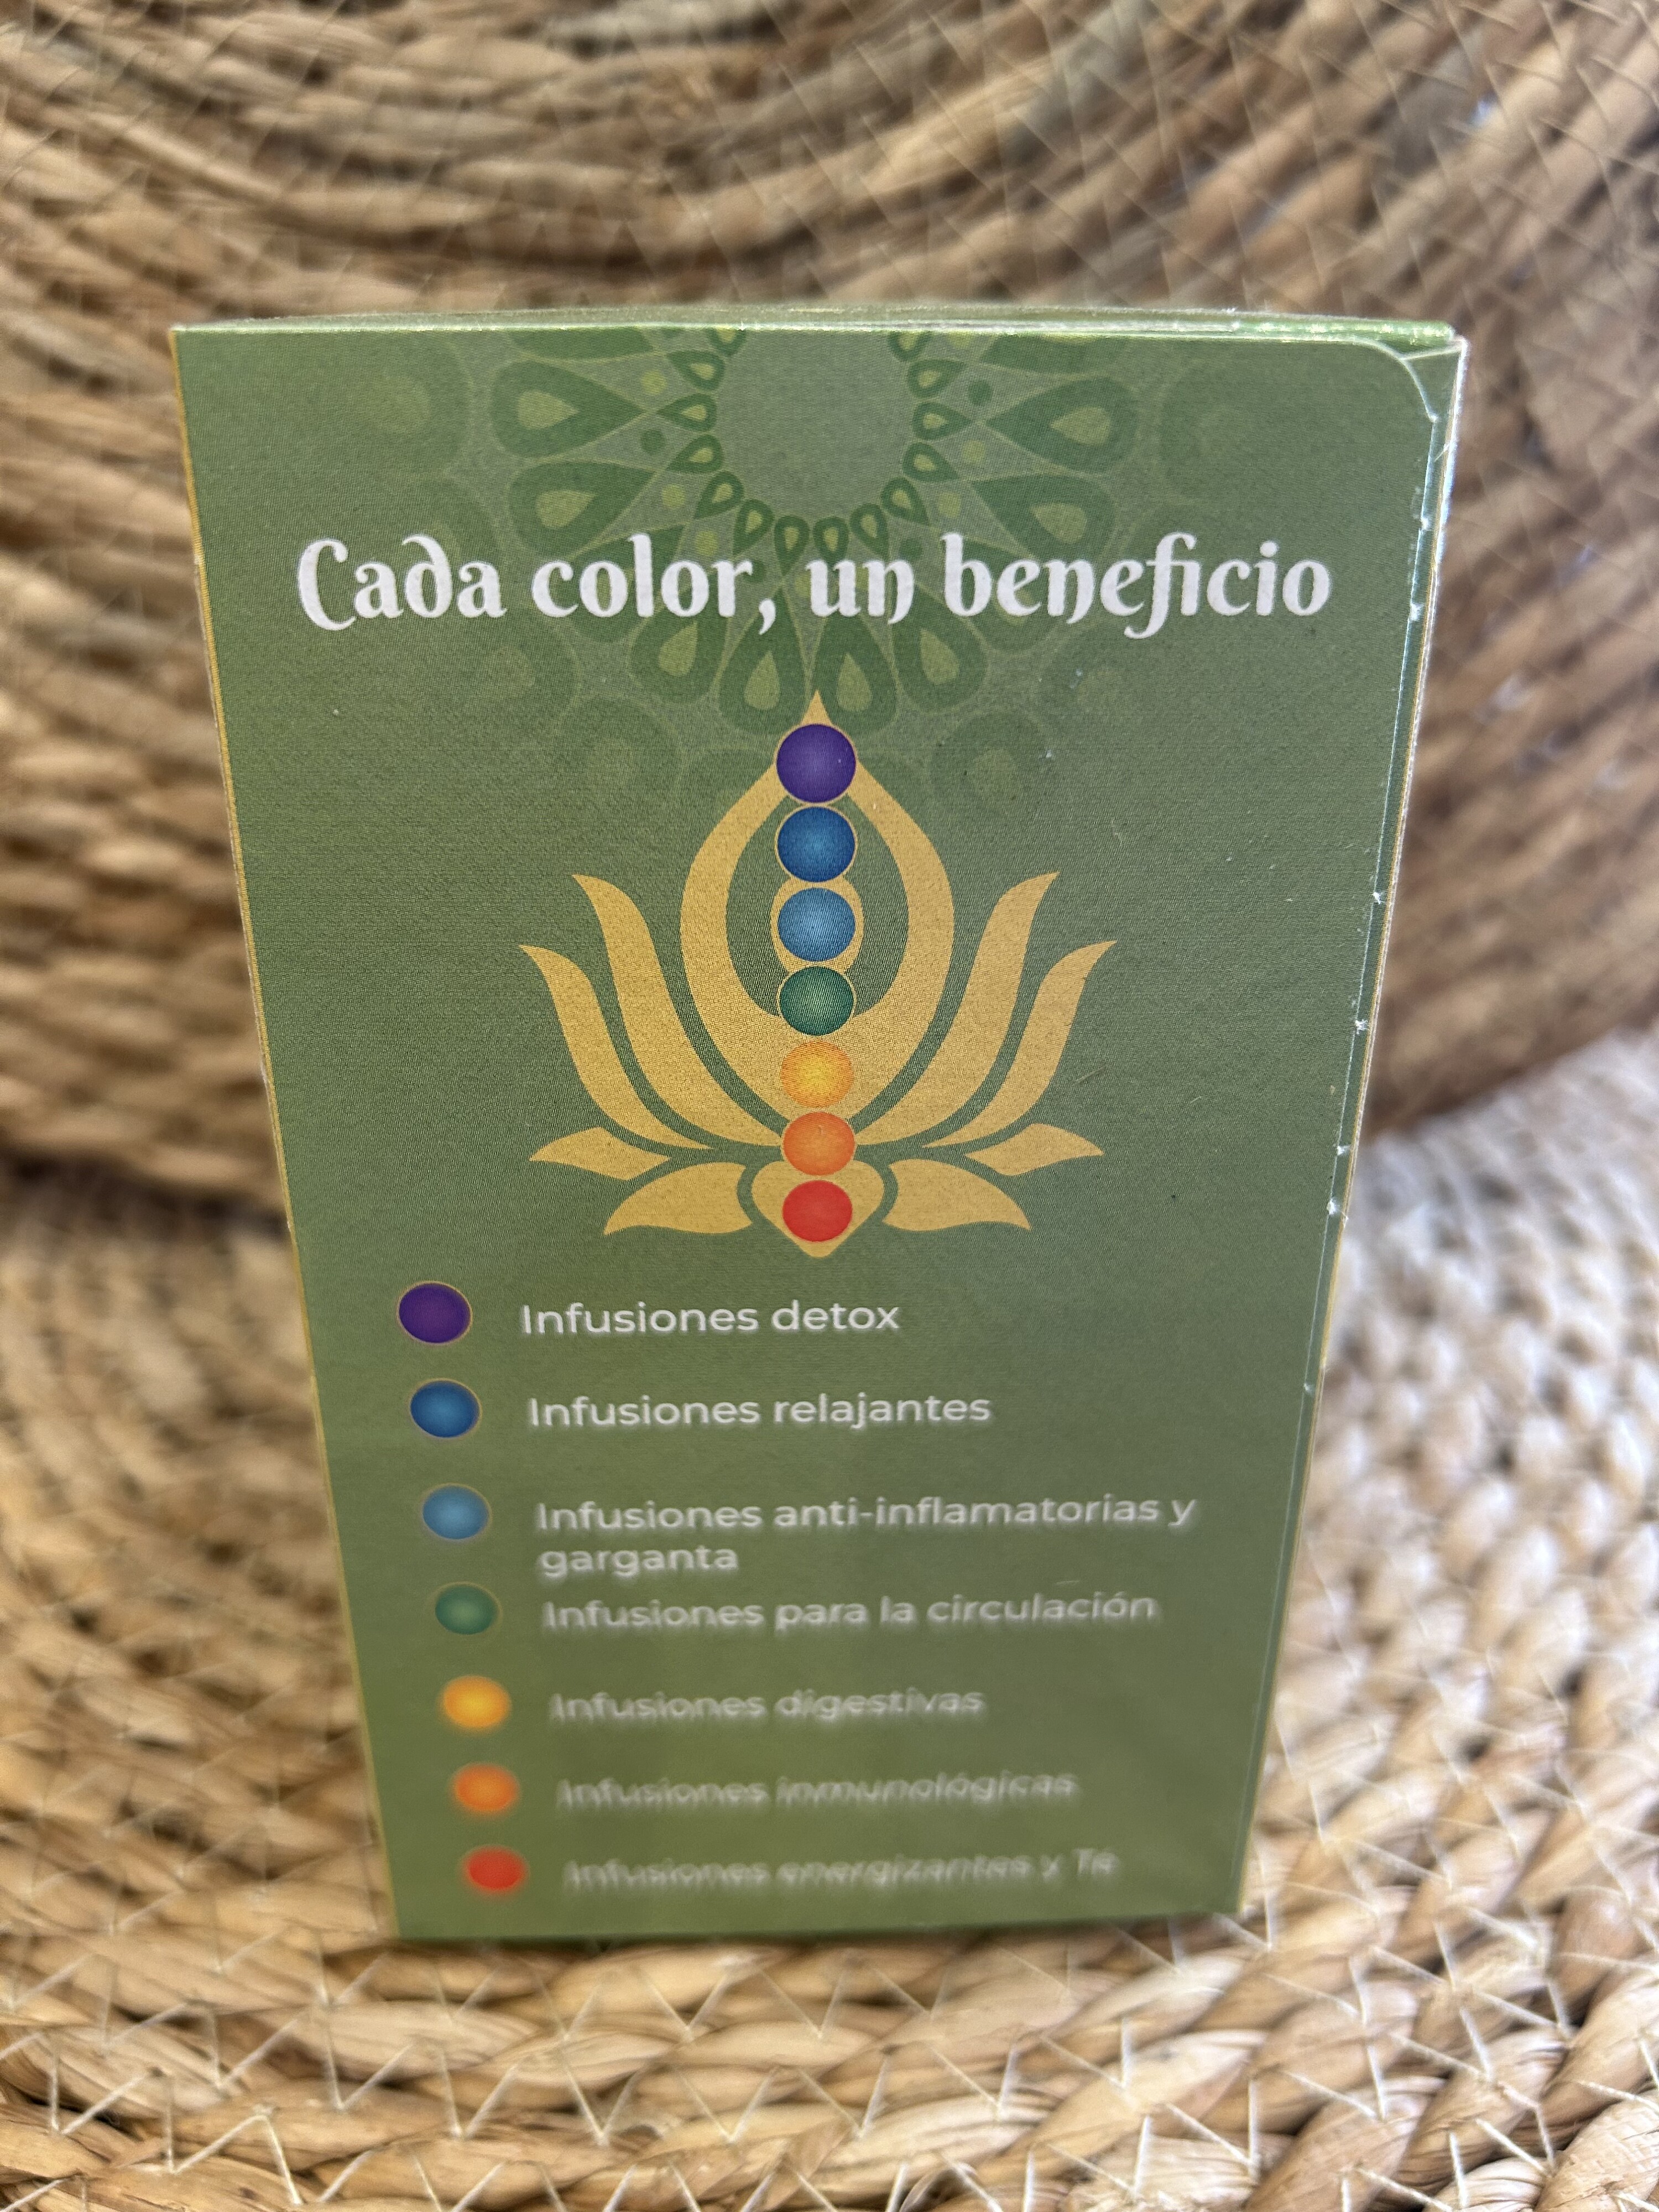 Cada color, un beneficio
Infusiones detox
Infusiones relajantes
Infusiones anti-inflamatorias y
garganta
Infusiones para la circulación
Infusiones digestivas
Infusiones inmunológicas
Infusiones energizantes y Té